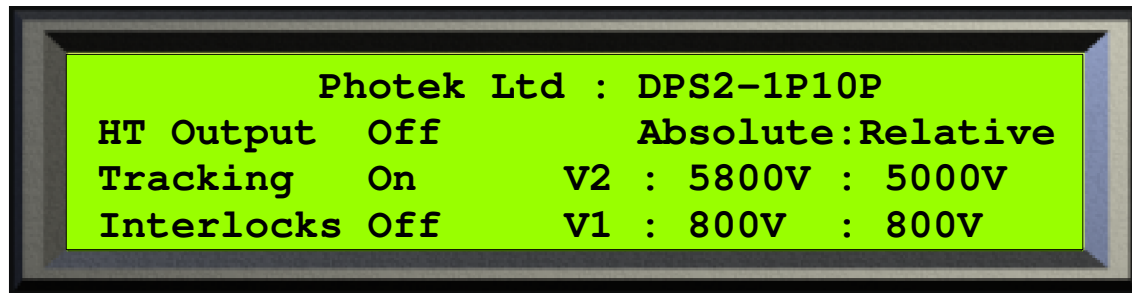 Photek Ltd : DPS2-1P10P
HT Output Off Absolute:Relative
Tracking On V2 : 5800V : 5000V
Interlocks Off V1 : 800V : 800V